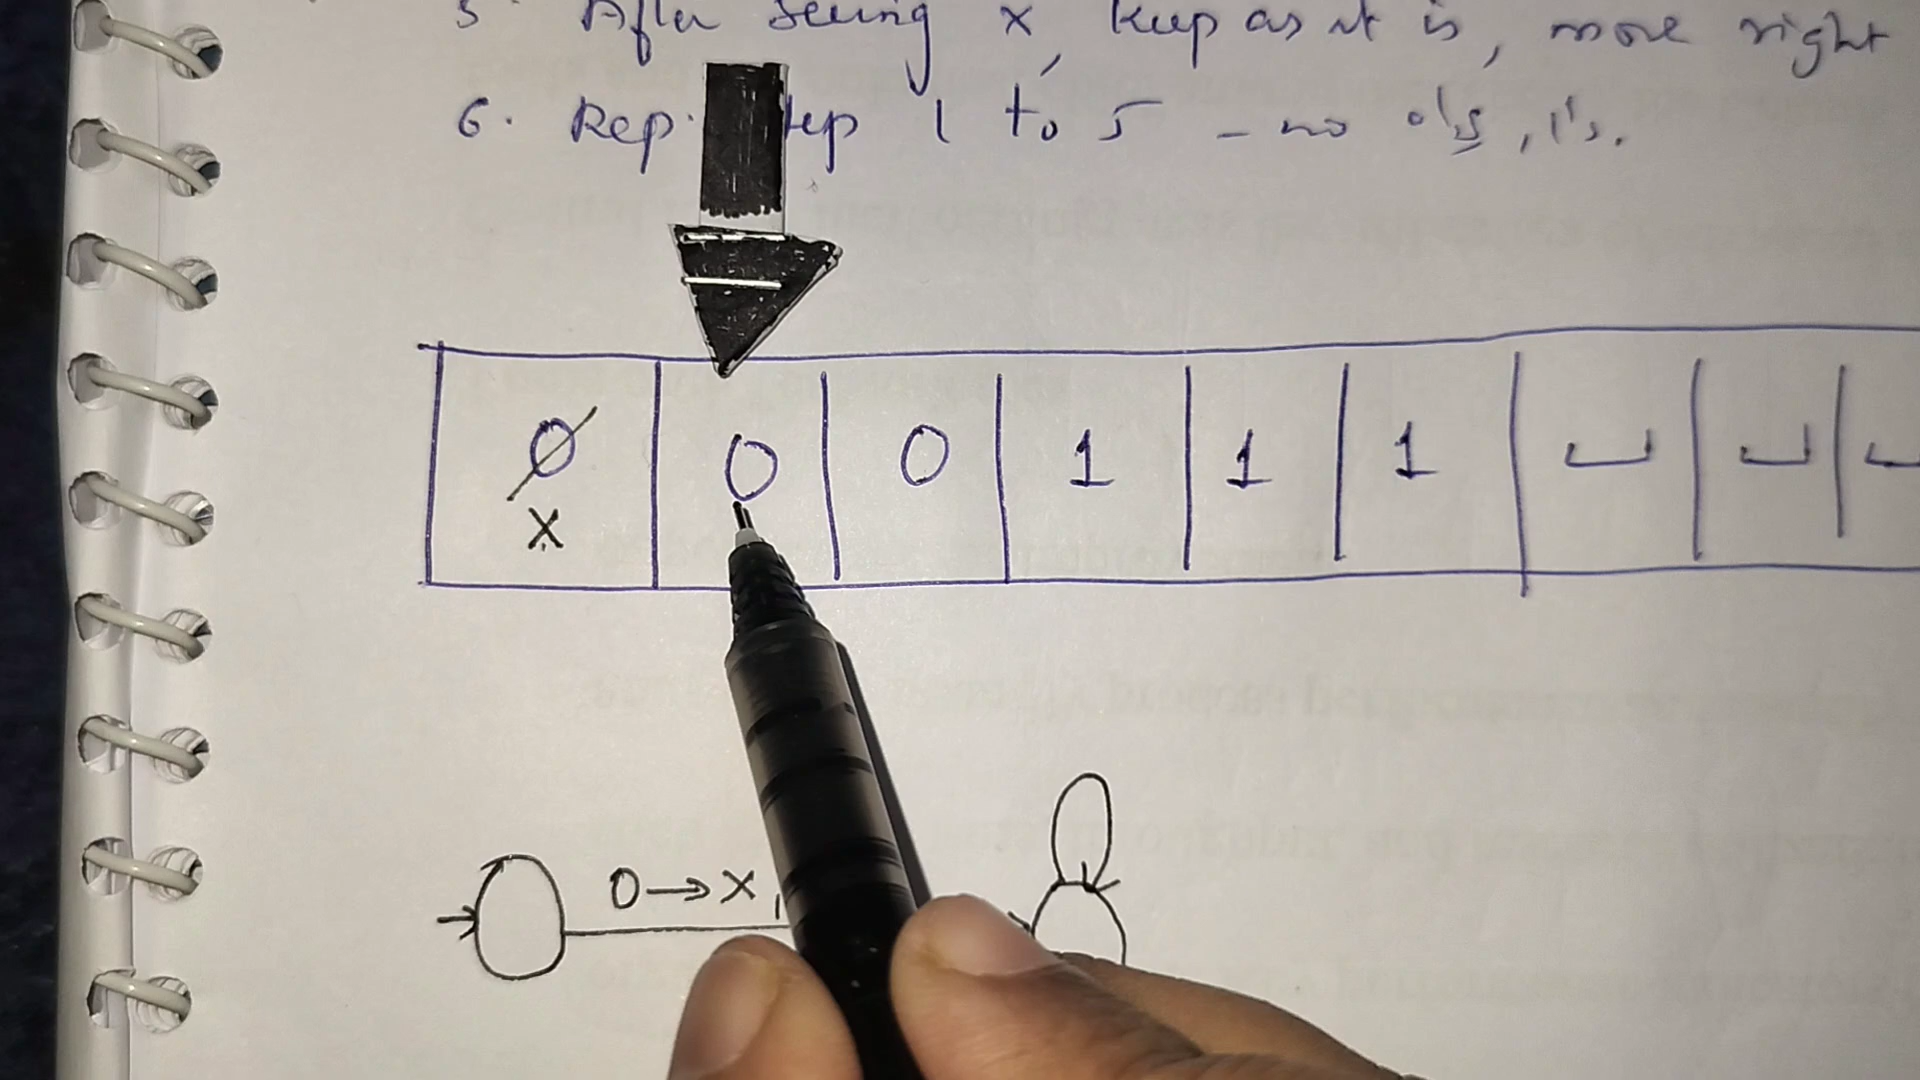 5. After seeing x, keep as it is, move right
6. Rep. step 1 to 5 - no 0's, 1's.
0 0 0 1 1 1 ⊔ ⊔ ⊔
x
0→X,